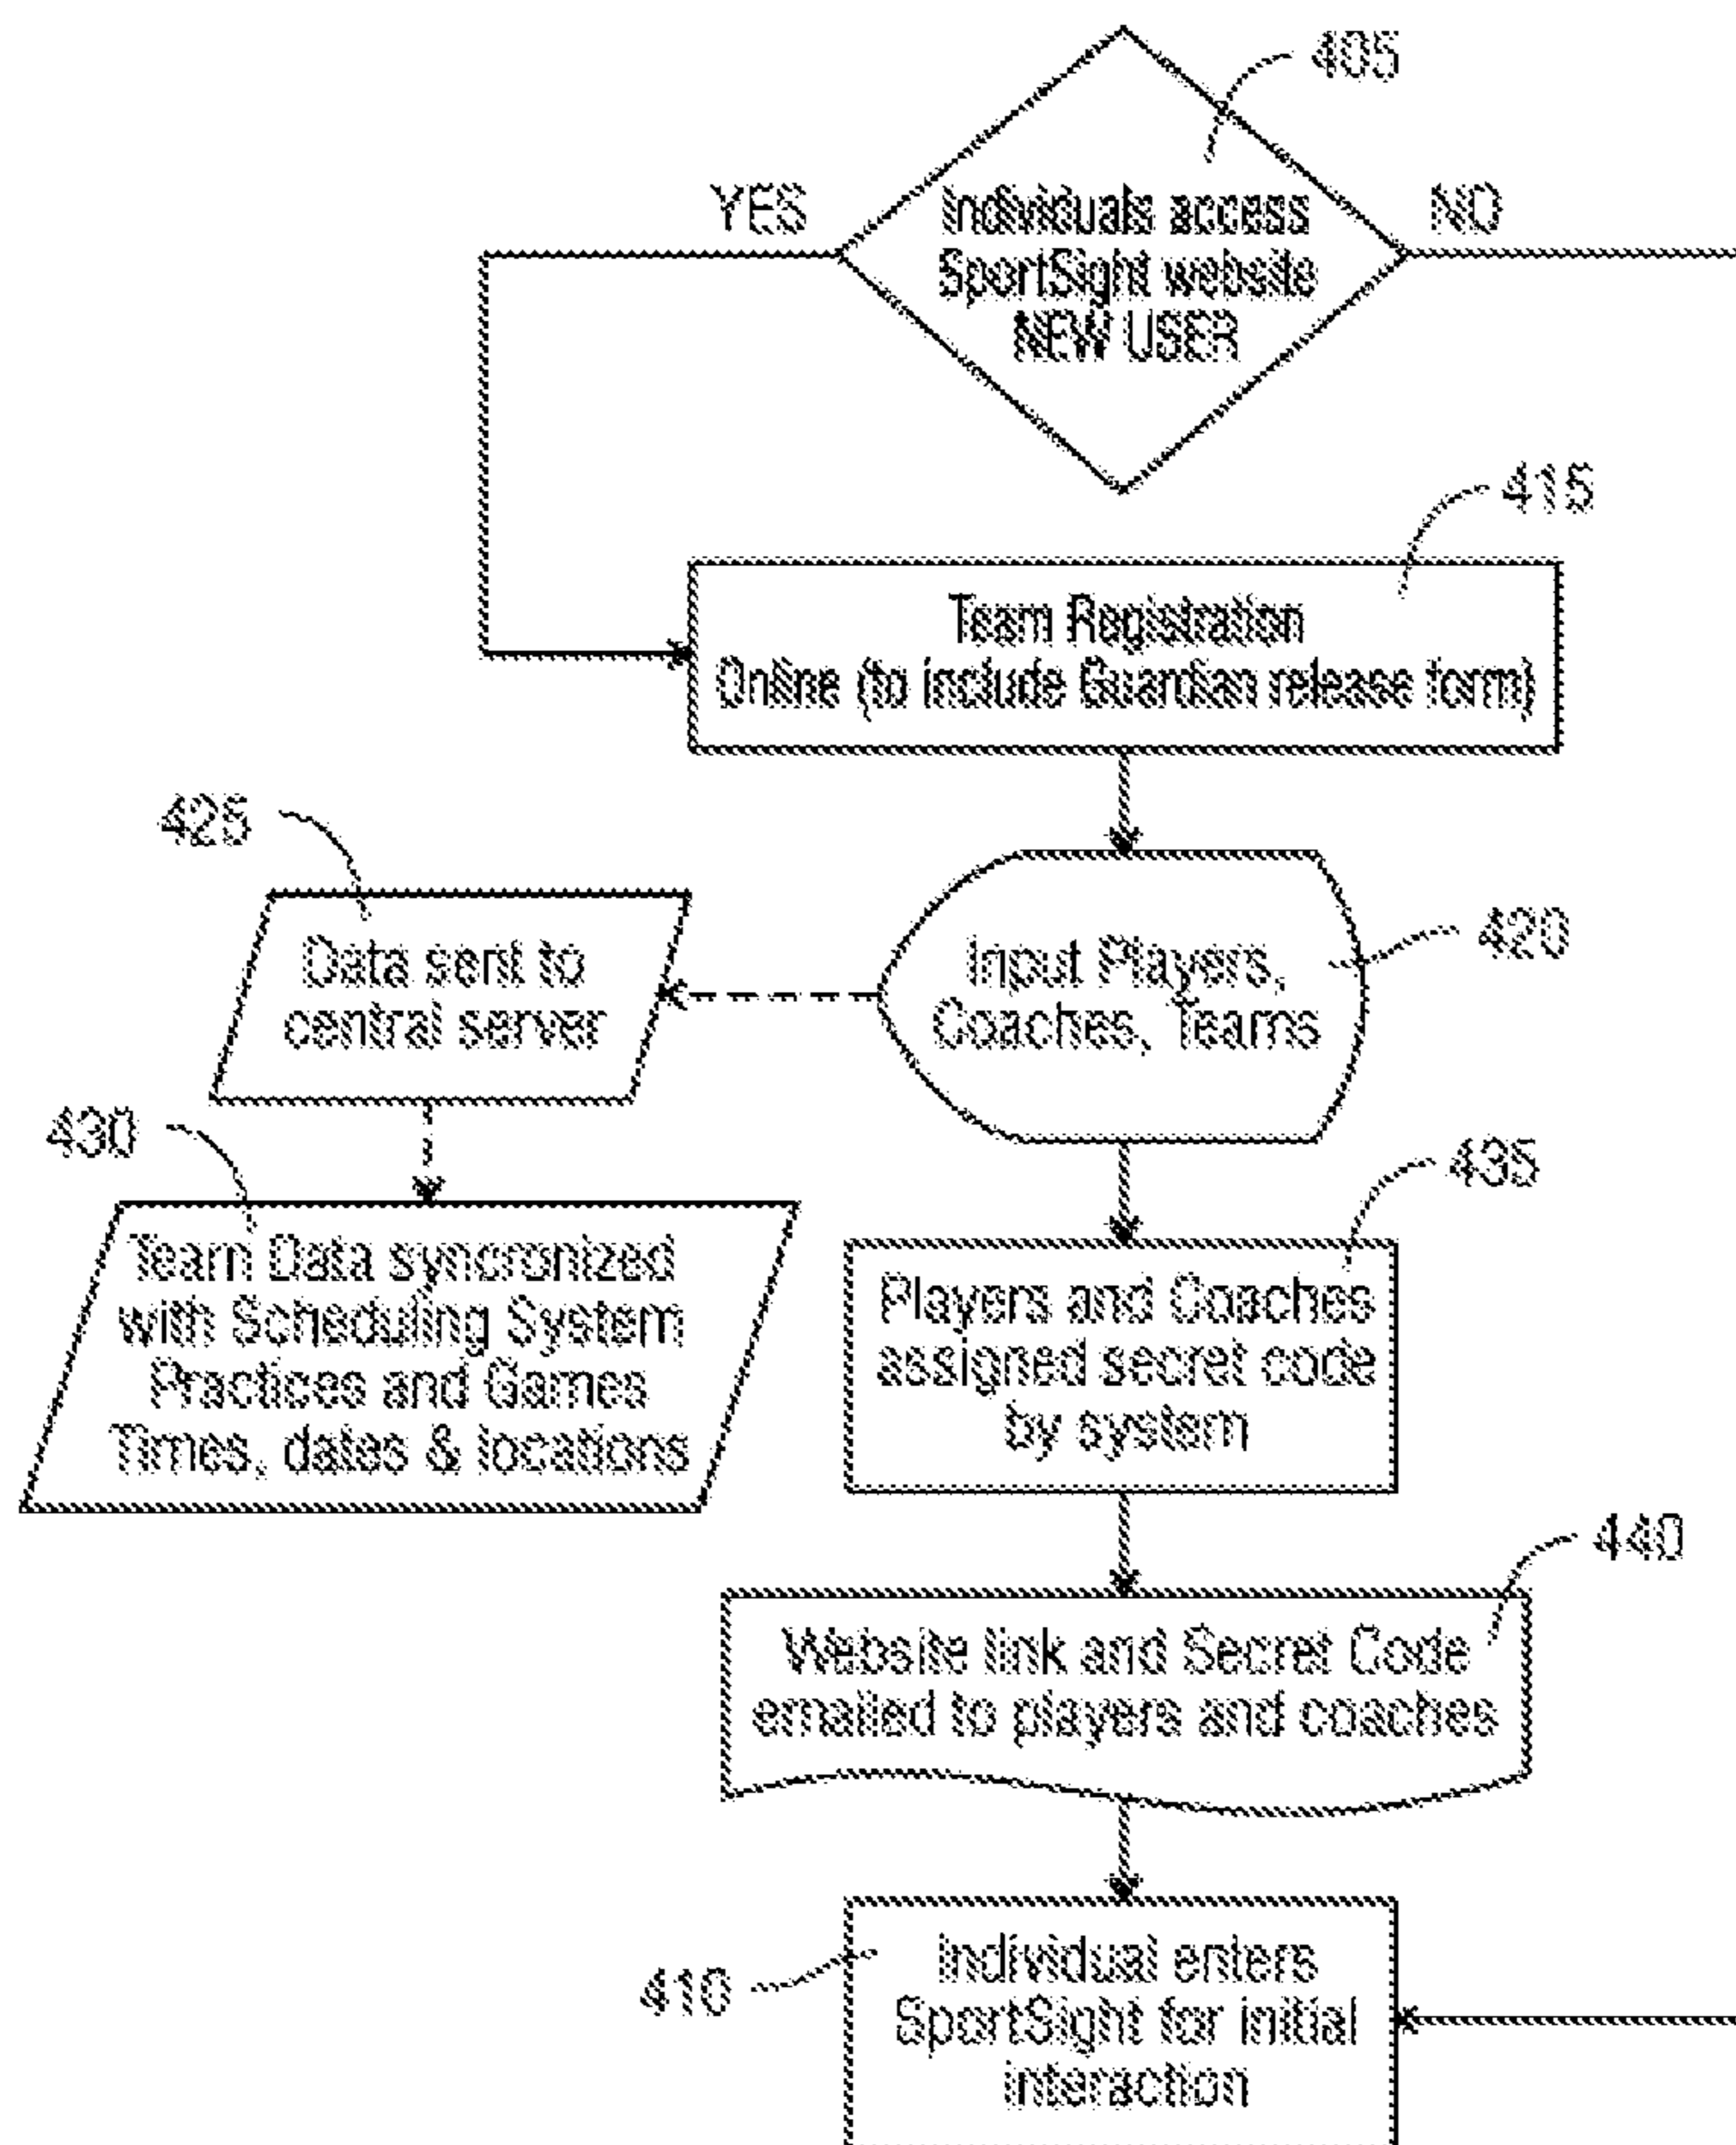 405
YES
NO
Individuals access
SportSight website
NEW USER
415
Team Registration
Online (to include Guardian release form)
425
420
Data sent to
central server
Input Players,
Coaches, Teams
430
435
Team Data syncronized
with Scheduling System
Practices and Games
Times, dates & locations
Players and Coaches
assigned secret code
by system
440
Website link and Secret Code
emailed to players and coaches
410
Individual enters
SportSight for initial
interaction